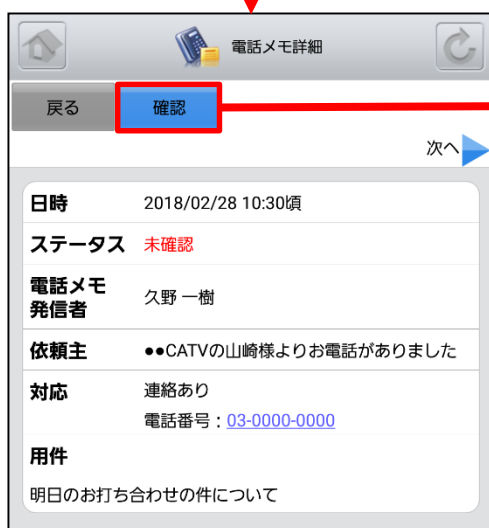 電話メモ詳細
戻る 確認
次へ
日時 2018/02/28 10:30頃
ステータス 未確認
電話メモ
発信者 久野 一樹
依頼主 ●●CATVの山崎様よりお電話がありました
対応 連絡あり
電話番号：03-0000-0000
用件
明日のお打ち合わせの件について